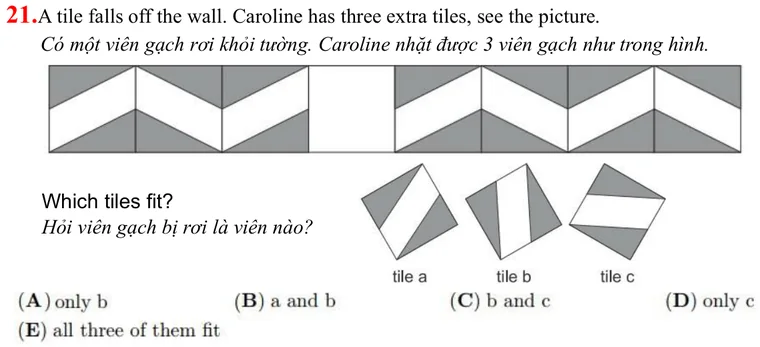 21.A tile falls off the wall. Caroline has three extra tiles, see the picture.
Có một viên gạch rơi khỏi tường. Caroline nhặt được 3 viên gạch như trong hình.
Which tiles fit?
Hỏi viên gạch bị rơi là viên nào?
tile a tile b tile c
(A) only b (B) a and b (C) b and c (D) only c
(E) all three of them fit